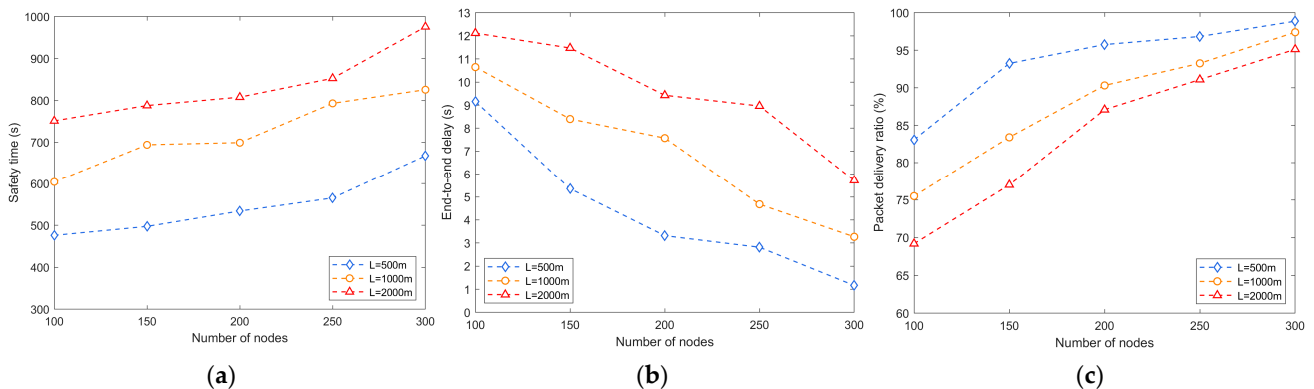 1000
900
800
700
600
500
400
300
Safety time (s)
100 150 200 250 300
Number of nodes
L=500m
L=1000m
L=2000m
(a)
13
12
11
10
9
8
7
6
5
4
3
2
1
0
End-to-end delay (s)
100 150 200 250 300
Number of nodes
L=500m
L=1000m
L=2000m
(b)
100
95
90
85
80
75
70
65
60
Packet delivery ratio (%)
100 150 200 250 300
Number of nodes
L=500m
L=1000m
L=2000m
(c)